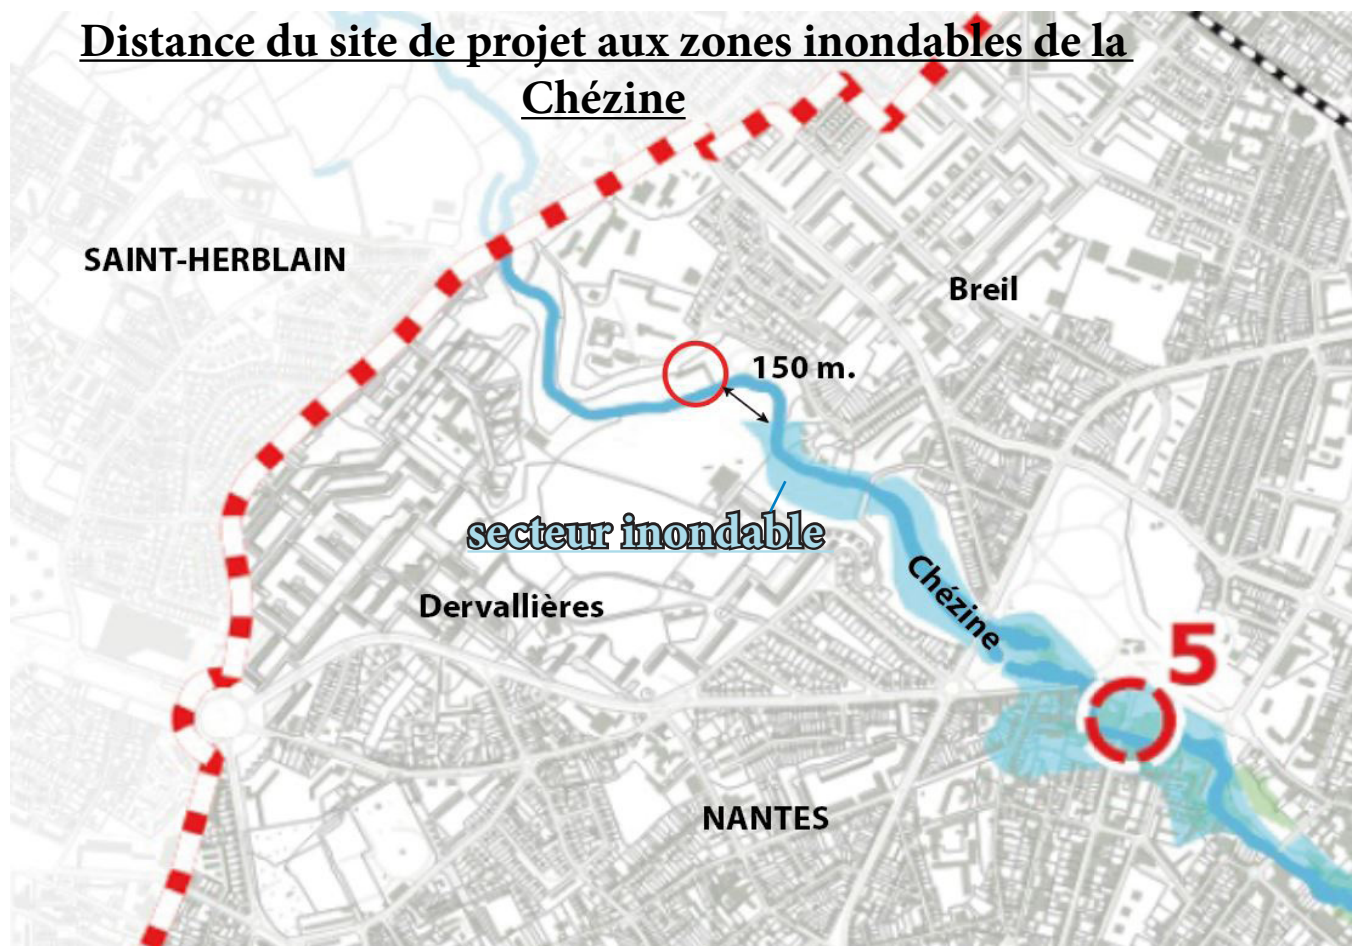 Distance du site de projet aux zones inondables de la
Chézine
SAINT-HERBLAIN
Breil
150 m.
secteur inondable
Chézine
Dervallières
5
NANTES